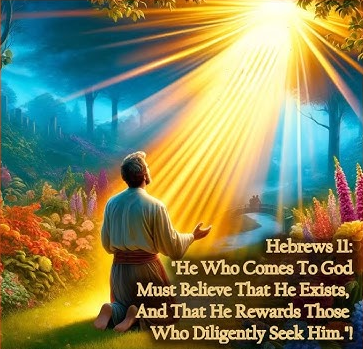 Hebrews 11:
"He Who Comes To God
Must Believe That He Exists,
And That He Rewards Those
Who Diligently Seek Him."!